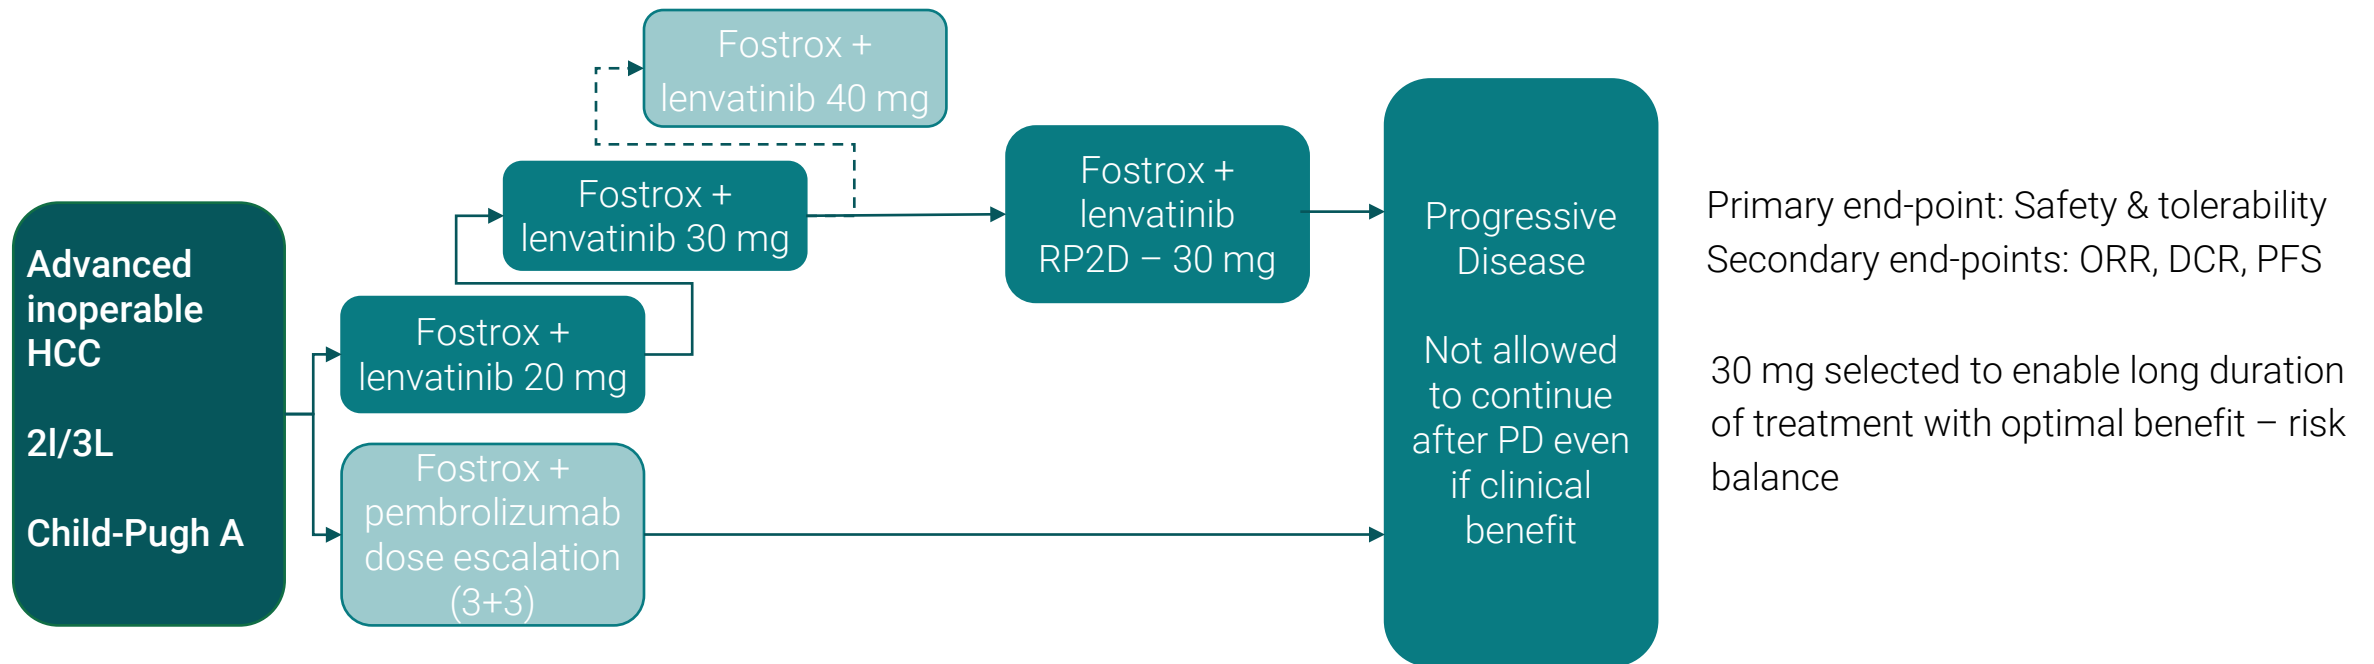 Advanced
inoperable
HCC
2l/3L
Child-Pugh A
Fostrox +
lenvatinib 20 mg
Fostrox +
pembrolizumab
dose escalation
(3+3)
Fostrox +
lenvatinib 30 mg
Fostrox +
lenvatinib 40 mg
Fostrox +
lenvatinib
RP2D – 30 mg
Progressive
Disease
Not allowed
to continue
after PD even
if clinical
benefit
Primary end-point: Safety & tolerability
Secondary end-points: ORR, DCR, PFS
30 mg selected to enable long duration
of treatment with optimal benefit – risk
balance